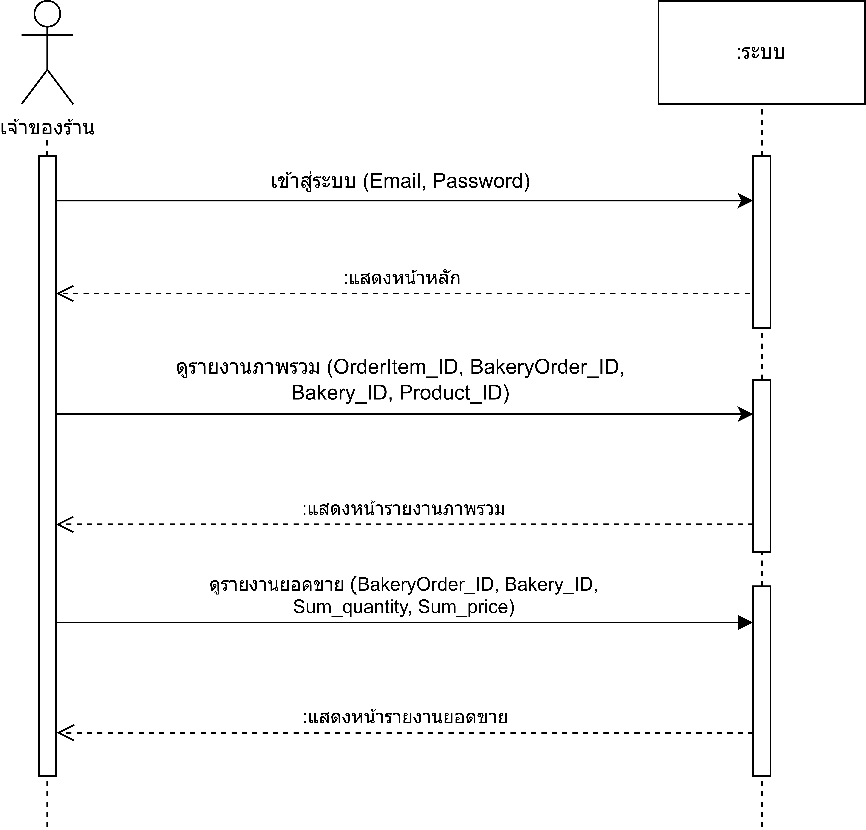 :ระบบ
เจ้าของร้าน
เข้าสู่ระบบ (Email, Password)
:แสดงหน้าหลัก
ดูรายงานภาพรวม (OrderItem_ID, BakeryOrder_ID,
Bakery_ID, Product_ID)
:แสดงหน้ารายงานภาพรวม
ดูรายงานยอดขาย (BakeryOrder_ID, Bakery_ID,
Sum_quantity, Sum_price)
:แสดงหน้ารายงานยอดขาย